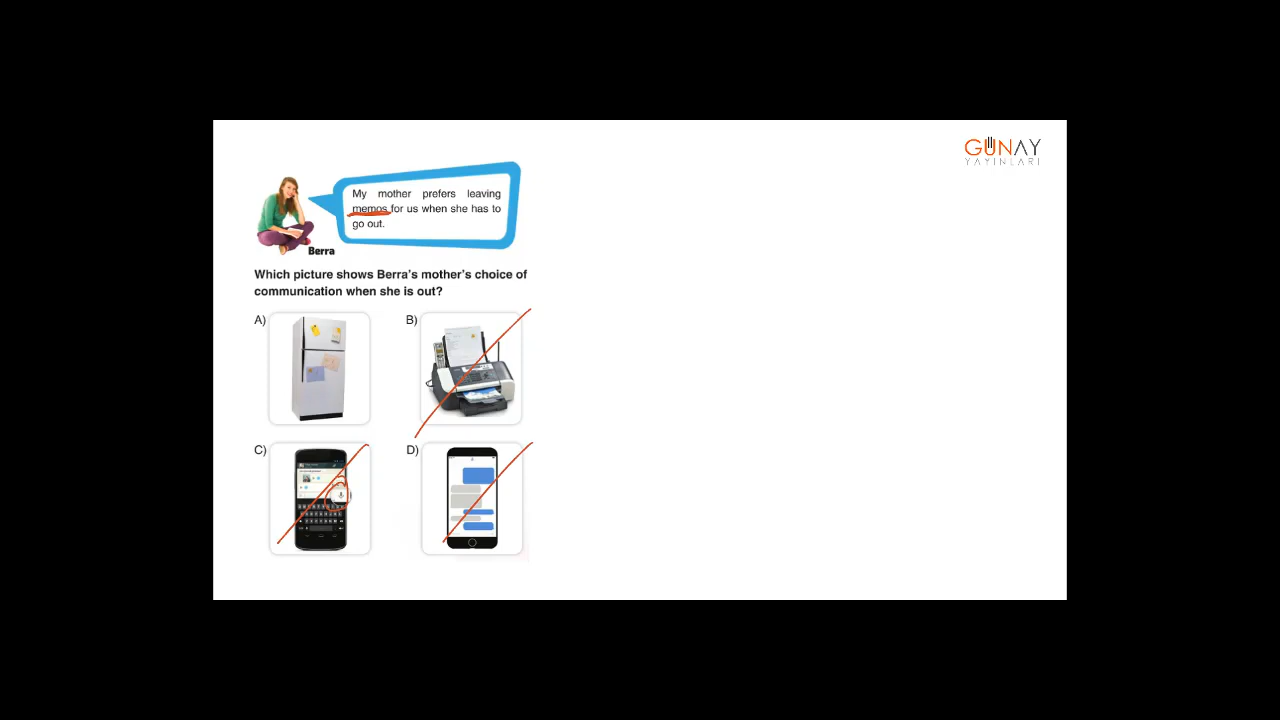 GÜNAY
YAYINLARI
My mother prefers leaving
memos for us when she has to
go out.
Berra
Which picture shows Berra's mother's choice of
communication when she is out?
A)
B)
C)
D)